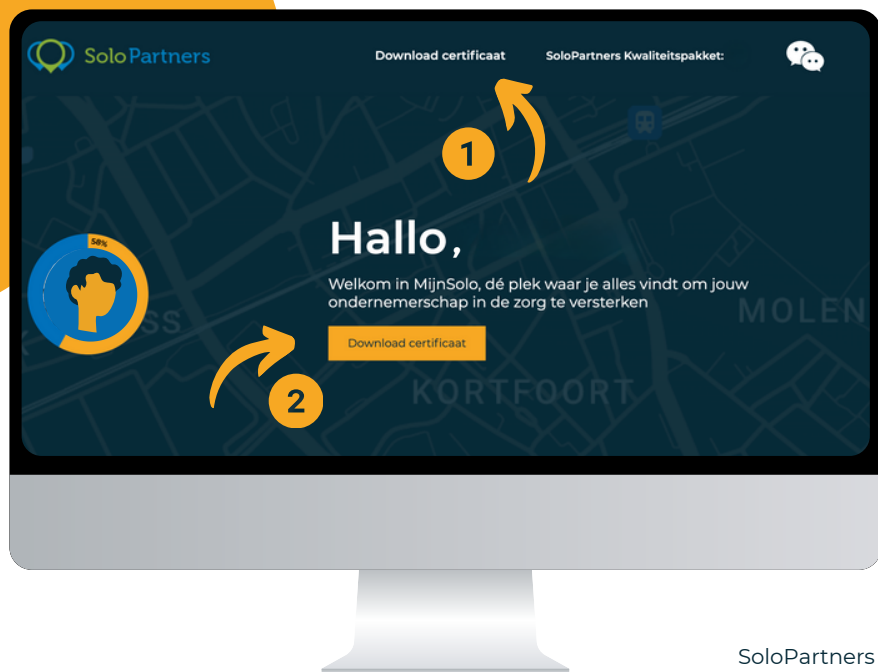 SoloPartners
Download certificaat
SoloPartners Kwaliteitspakket:
1
58%
Hallo,
Welkom in MijnSolo, dé plek waar je alles vindt om jouw
ondernemerschap in de zorg te versterken
SS
MOLEN
Download certificaat
2
KORTFOORT
SoloPartners